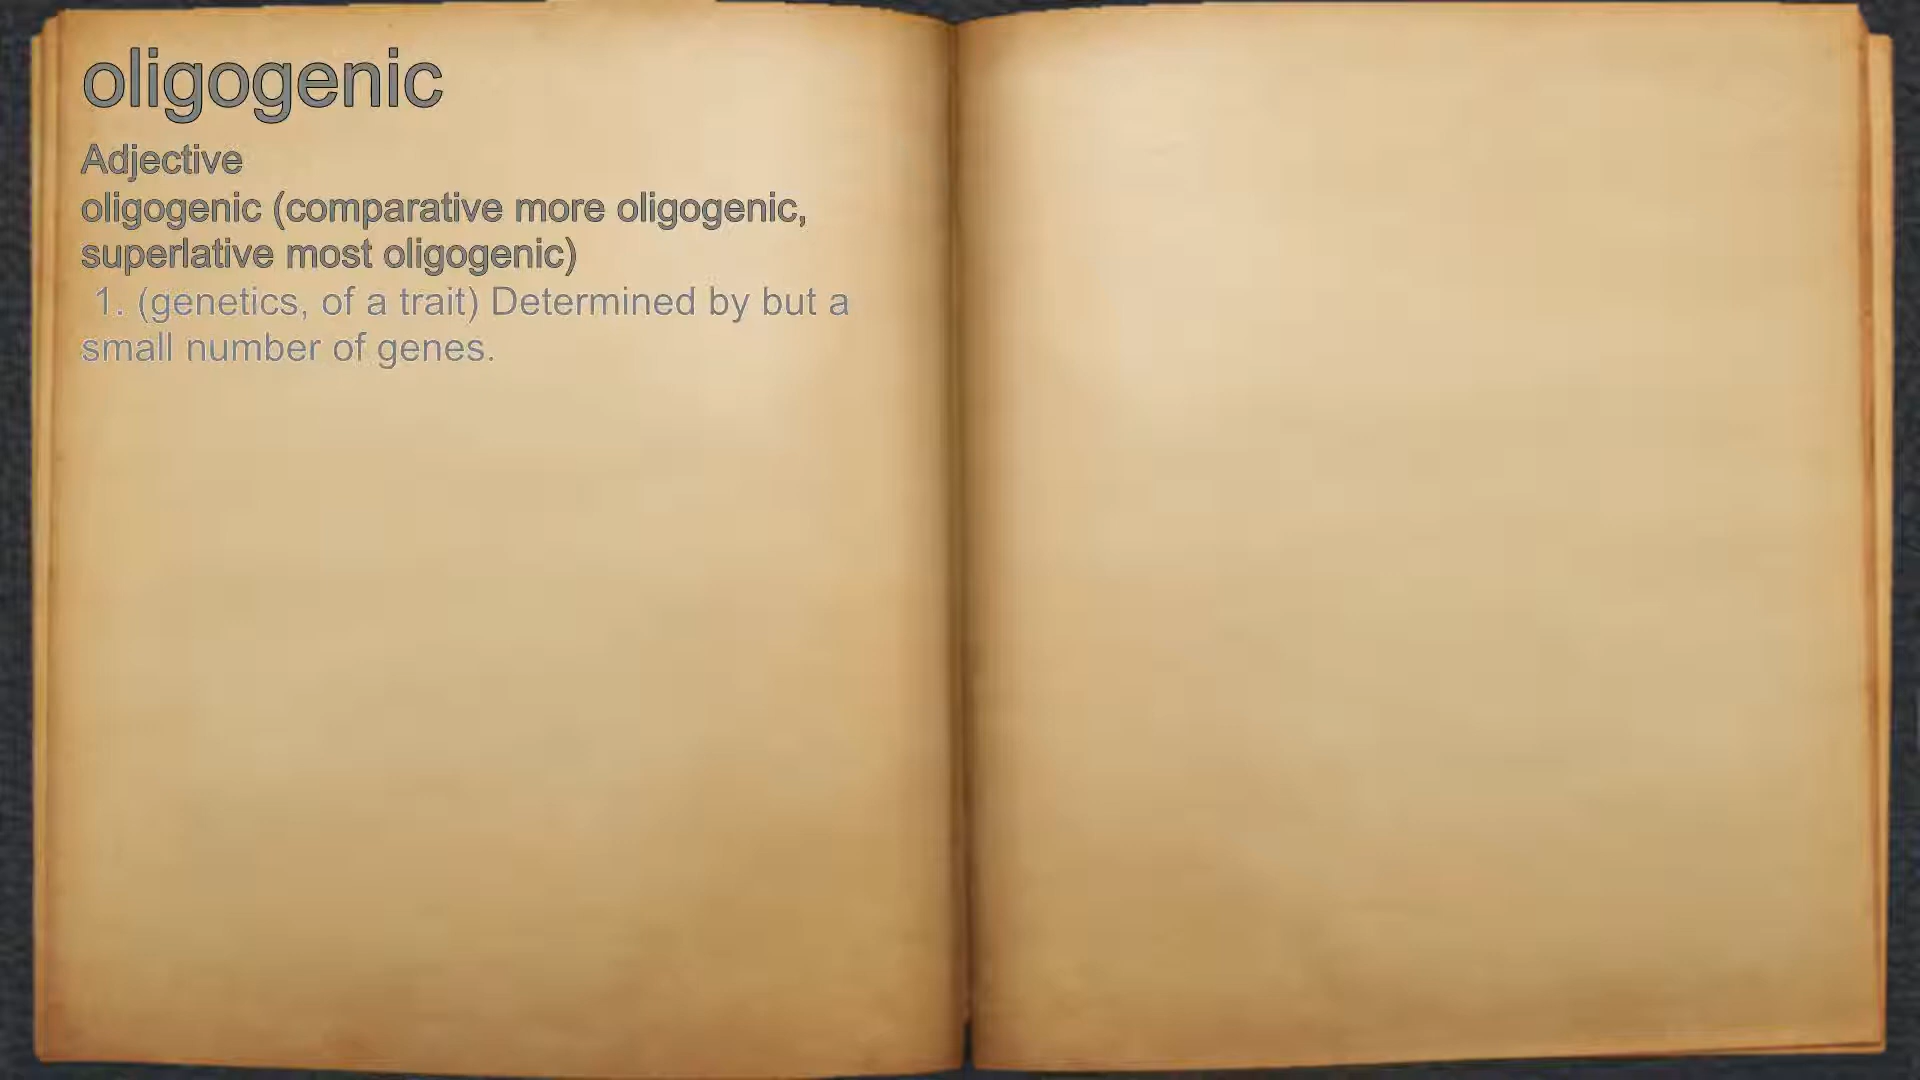 oligogenic
Adjective
oligogenic (comparative more oligogenic,
superlative most oligogenic)
1. (genetics, of a trait) Determined by but a
small number of genes.